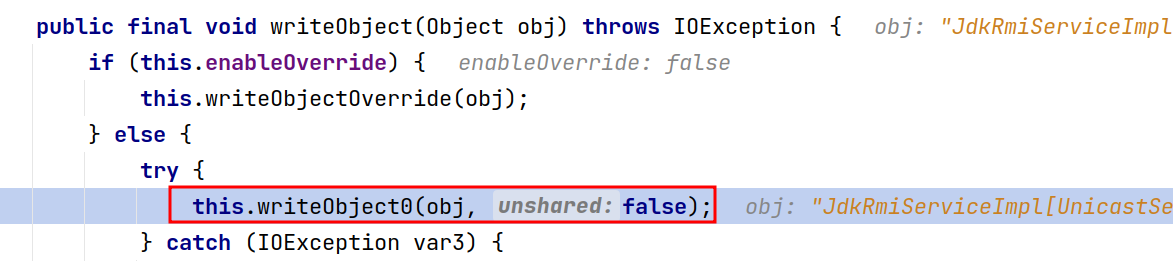 public final void writeObject(Object obj) throws IOException {   obj: "JdkRmiServiceImpl
if (this.enableOverride) {   enableOverride: false
this.writeObjectOverride(obj);
} else {
try {
this.writeObject0(obj, unshared: false);   obj: "JdkRmiServiceImpl[UnicastSe
} catch (IOException var3) {